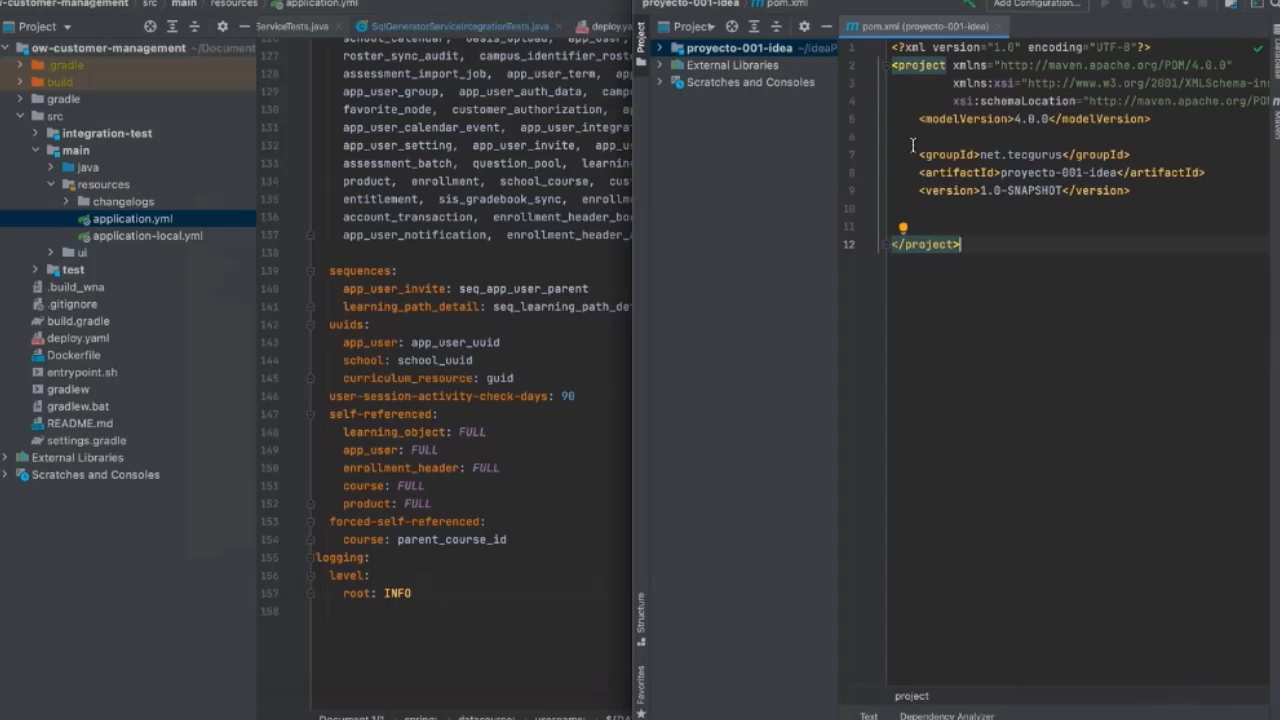 ow-customer-management src main resources application.yml
Project
ServiceTests.java SqlGeneratorServiceIntegrationTests.java deploy.ya
ow-customer-management ~/Document
.gradle
build
gradle
src
integration-test
main
java
resources
changelogs
application.yml
application-local.yml
ui
test
.build_wna
.gitignore
build.gradle
deploy.yaml
Dockerfile
entrypoint.sh
gradlew
gradlew.bat
README.md
settings.gradle
External Libraries
Scratches and Consoles
127 roster_sync_audit, campus_identifier_rost
128 assessment_import_job, app_user_term, app
129 app_user_group, app_user_auth_data, camp
130 favorite_node, customer_authorization,
131 app_user_calendar_event, app_user_integra
132 app_user_setting, app_user_invite, app_u
133 assessment_batch, question_pool, learning
134 product, enrollment, school_course, cus
135 entitlement, sis_gradebook_sync, enrollme
136 account_transaction, enrollment_header_bo
137 app_user_notification, enrollment_header_
138
139 sequences:
140 app_user_invite: seq_app_user_parent
141 learning_path_detail: seq_learning_path_de
142 uuids:
143 app_user: app_user_uuid
144 school: school_uuid
145 curriculum_resource: guid
146 user-session-activity-check-days: 90
147 self-referenced:
148 learning_object: FULL
149 app_user: FULL
150 enrollment_header: FULL
151 course: FULL
152 product: FULL
153 forced-self-referenced:
154 course: parent_course_id
155 logging:
156 level:
157 root: INFO
158
proyecto-001-idea pom.xml
Add Configuration...
Project
Project
proyecto-001-idea ~/ideaP
External Libraries
Scratches and Consoles
Structure
Favorites
pom.xml (proyecto-001-idea)
1 <?xml version="1.0" encoding="UTF-8"?>
2 <project xmlns="http://maven.apache.org/POM/4.0.0"
3 xmlns:xsi="http://www.w3.org/2001/XMLSchema-ins
4 xsi:schemaLocation="http://maven.apache.org/POM
5 <modelVersion>4.0.0</modelVersion>
6
7 <groupId>net.tecgurus</groupId>
8 <artifactId>proyecto-001-idea</artifactId>
9 <version>1.0-SNAPSHOT</version>
10
11
12 </project>
project
Text Dependency Analyzer